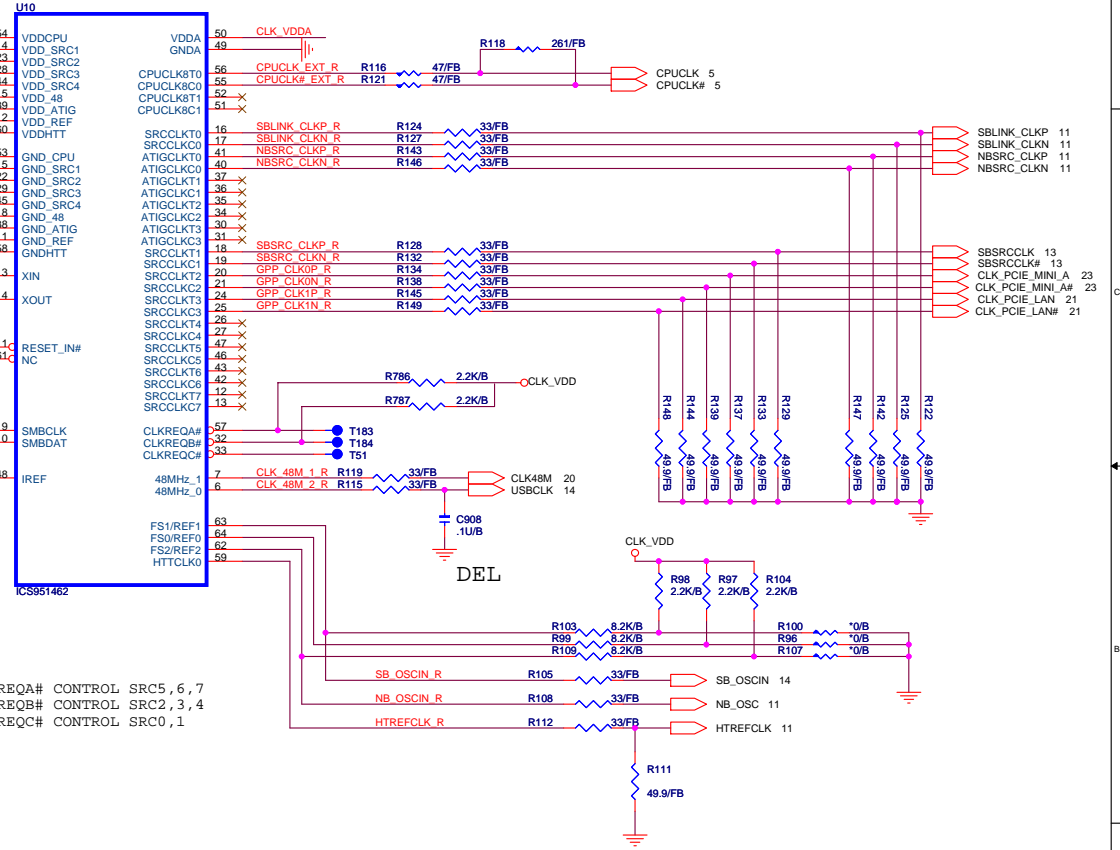 U10
VDDCPU
VDD_SRC1
VDD_SRC2
VDD_SRC3
VDD_SRC4
VDD_48
VDD_ATIG
VDD_REF
VDDHTT
GND_CPU
GND_SRC1
GND_SRC2
GND_SRC3
GND_SRC4
GND_48
GND_ATIG
GND_REF
GNDHTT
XIN
XOUT
RESET_IN#
NC
SMBCLK
SMBDAT
IREF
ICS951462
VDDA 50 CLK_VDDA
GNDA 49
R118 261/FB
CPUCLK8T0 56 CPUCLK_EXT_R R116 47/FB CPUCLK 5
CPUCLK8C0 55 CPUCLK#_EXT_R R121 47/FB CPUCLK# 5
CPUCLK8T1 52
CPUCLK8C1 51
SRCCLKT0 16 SBLINK_CLKP_R R124 33/FB SBLINK_CLKP 11
SRCCLKC0 17 SBLINK_CLKN_R R127 33/FB SBLINK_CLKN 11
ATIGCLKT0 41 NBSRC_CLKP_R R143 33/FB NBSRC_CLKP 11
ATIGCLKC0 40 NBSRC_CLKN_R R146 33/FB NBSRC_CLKN 11
ATIGCLKT1 37
ATIGCLKC1 36
ATIGCLKT2 35
ATIGCLKC2 34
ATIGCLKT3 30
ATIGCLKC3 31
SRCCLKT1 18 SBSRC_CLKP_R R128 33/FB SBSRCCLK 13
SRCCLKC1 19 SBSRC_CLKN_R R132 33/FB SBSRCCLK# 13
SRCCLKT2 20 GPP_CLK0P_R R134 33/FB CLK_PCIE_MINI_A 23
SRCCLKC2 21 GPP_CLK0N_R R138 33/FB CLK_PCIE_MINI_A# 23
SRCCLKT3 24 GPP_CLK1P_R R145 33/FB CLK_PCIE_LAN 21
SRCCLKC3 25 GPP_CLK1N_R R149 33/FB CLK_PCIE_LAN# 21
SRCCLKT4 26
SRCCLKC4 27
SRCCLKT5 47
SRCCLKC5 46
SRCCLKT6 43
SRCCLKC6 42
SRCCLKT7 12
SRCCLKC7 13
R786 2.2K/B CLK_VDD
R787 2.2K/B
R148 R144 R139 R137 R133 R129 R147 R142 R125 R122
49.9/FB 49.9/FB 49.9/FB 49.9/FB 49.9/FB 49.9/FB 49.9/FB 49.9/FB 49.9/FB 49.9/FB
CLKREQA# 57 T183
CLKREQB# 32 T184
CLKREQC# 33 T51
48MHz_1 7 CLK_48M_1_R R119 33/FB CLK48M 20
48MHz_0 6 CLK_48M_2_R R115 33/FB USBCLK 14
C908
.1U/B
DEL
FS1/REF1 63
FS0/REF0 64
FS2/REF2 62
HTTCLK0 59
CLK_VDD
R98 R97 R104
2.2K/B 2.2K/B 2.2K/B
R103 8.2K/B R100 *0/B
R99 8.2K/B R96 *0/B
R109 8.2K/B R107 *0/B
SB_OSCIN_R R105 33/FB SB_OSCIN 14
NB_OSCIN_R R108 33/FB NB_OSC 11
HTREFCLK_R R112 33/FB HTREFCLK 11
R111
49.9/FB
REQA# CONTROL SRC5,6,7
REQB# CONTROL SRC2,3,4
REQC# CONTROL SRC0,1
C
B